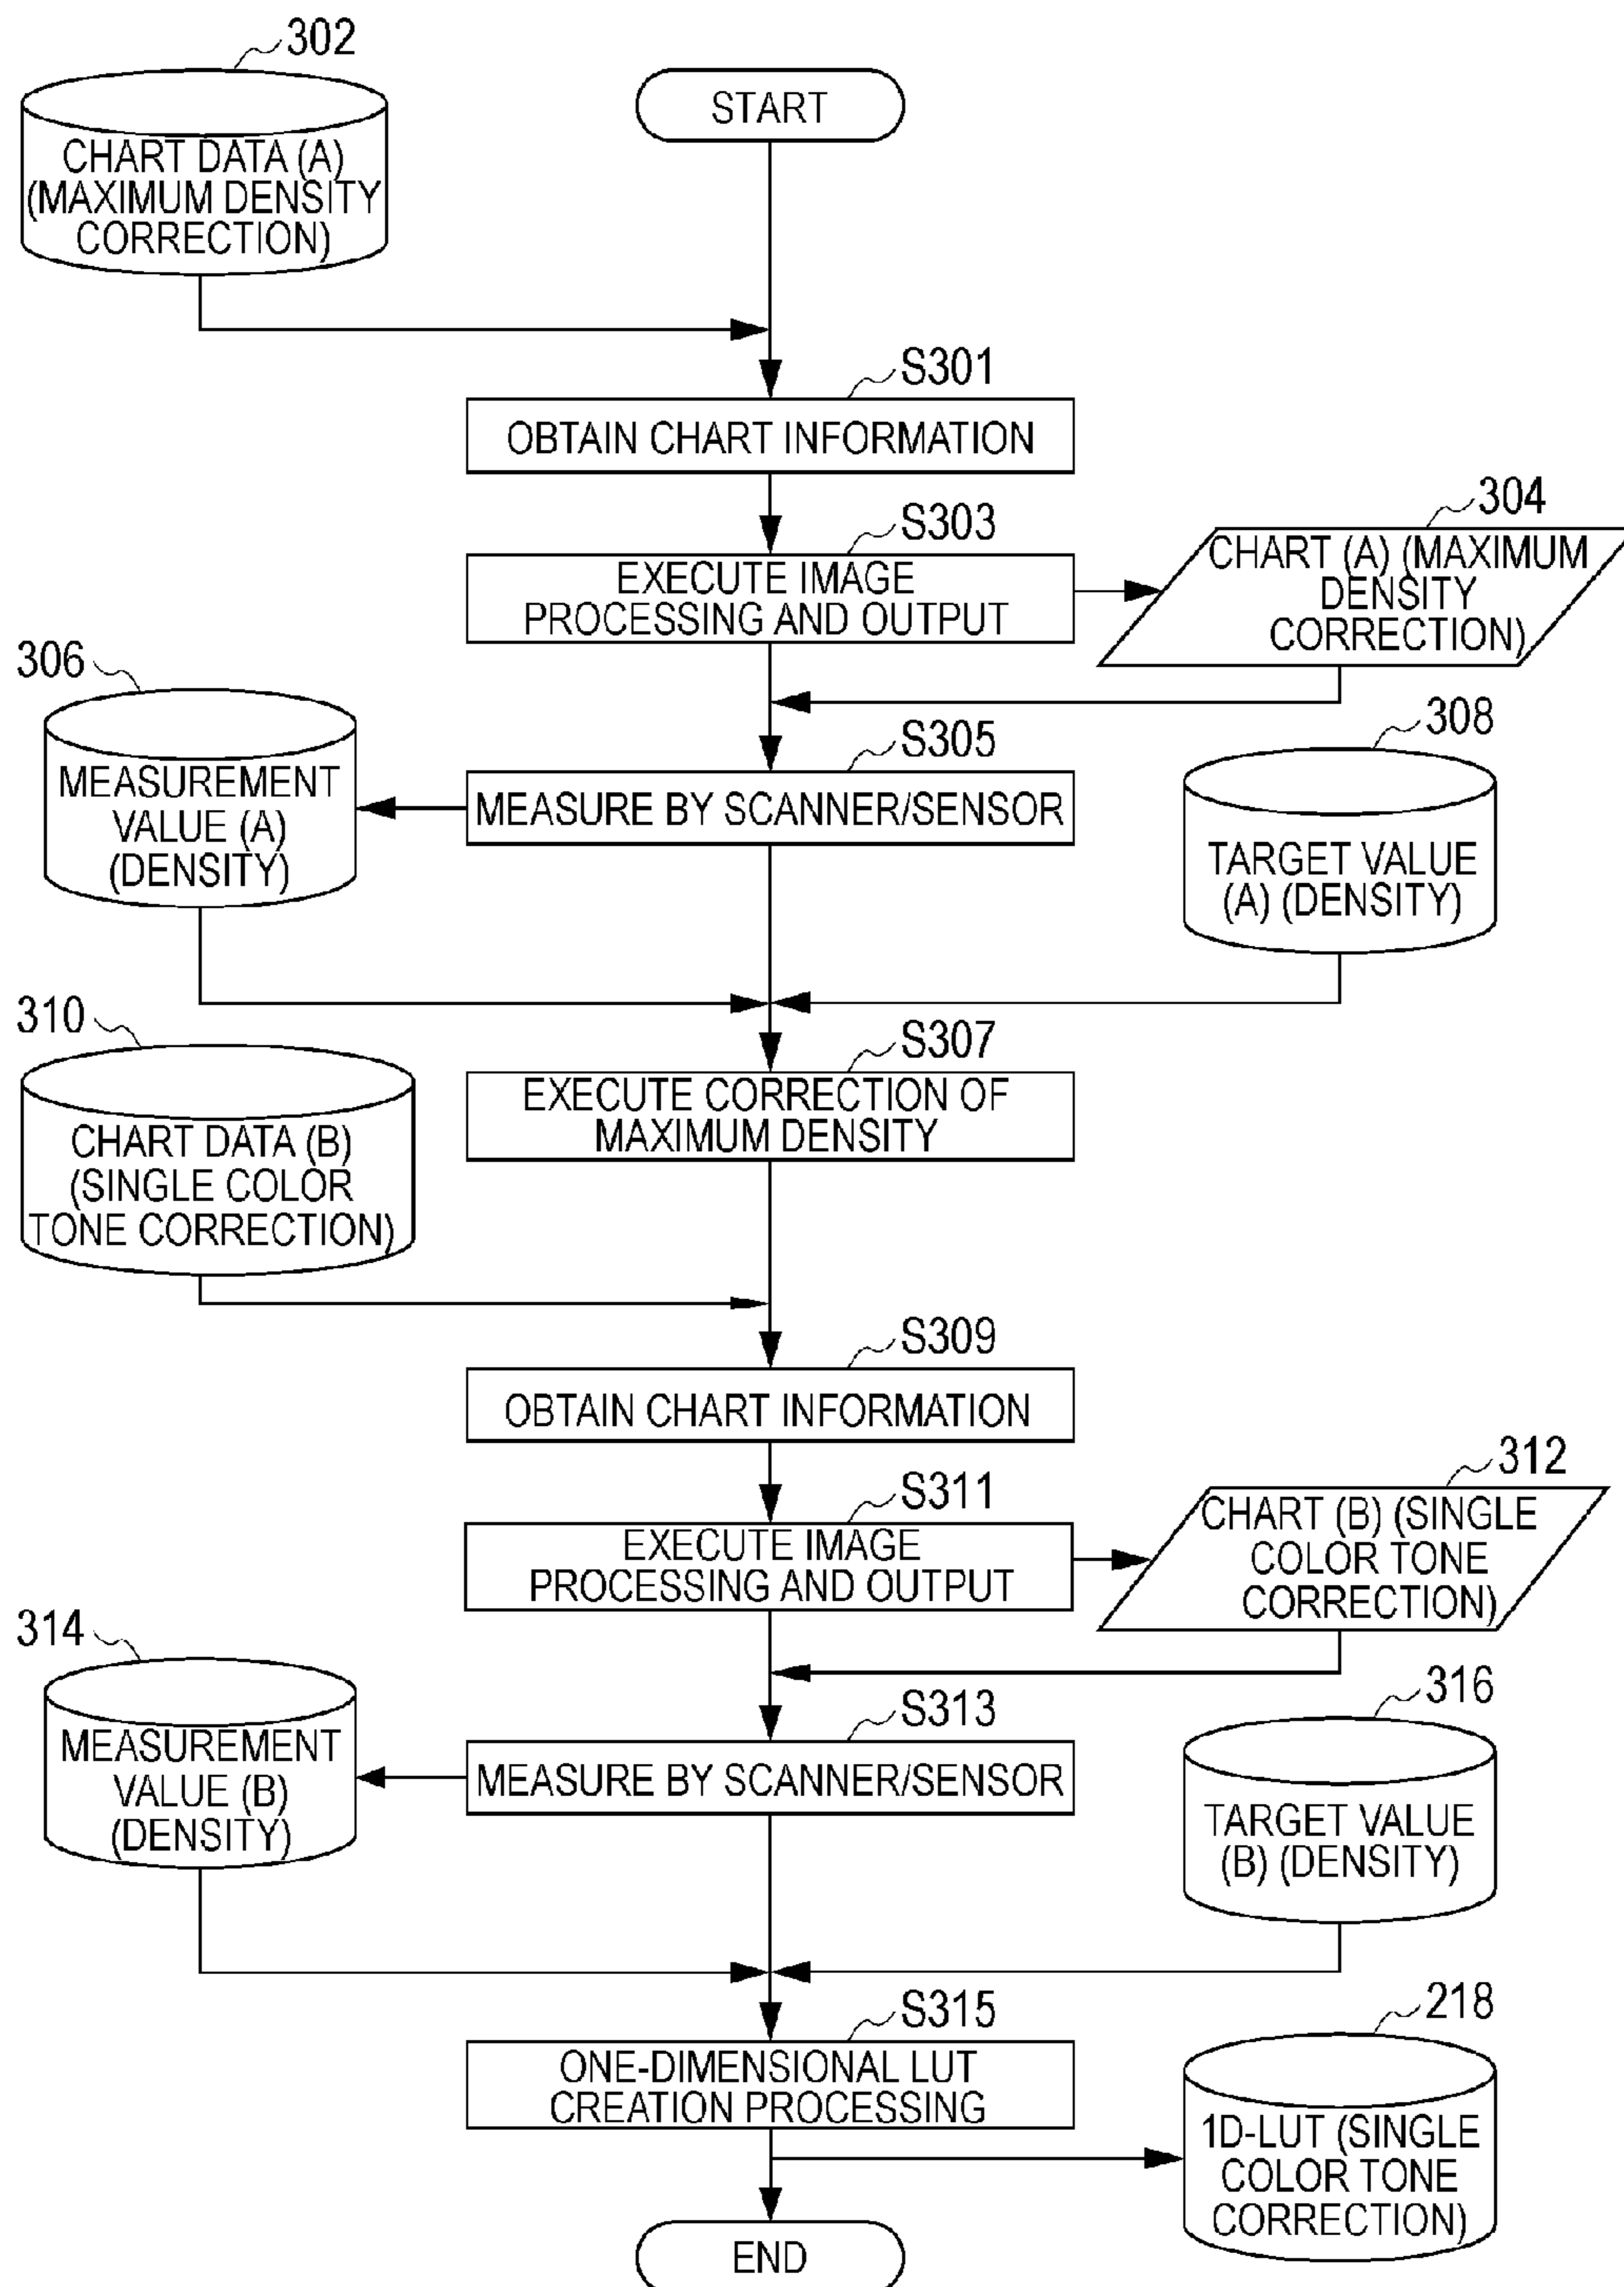 302
CHART DATA (A)
(MAXIMUM DENSITY
CORRECTION)
START
S301
OBTAIN CHART INFORMATION
S303
EXECUTE IMAGE
PROCESSING AND OUTPUT
304
CHART (A) (MAXIMUM
DENSITY
CORRECTION)
306
MEASUREMENT
VALUE (A)
(DENSITY)
S305
MEASURE BY SCANNER/SENSOR
308
TARGET VALUE
(A) (DENSITY)
310
CHART DATA (B)
(SINGLE COLOR
TONE CORRECTION)
S307
EXECUTE CORRECTION OF
MAXIMUM DENSITY
S309
OBTAIN CHART INFORMATION
S311
EXECUTE IMAGE
PROCESSING AND OUTPUT
312
CHART (B) (SINGLE
COLOR TONE
CORRECTION)
314
MEASUREMENT
VALUE (B)
(DENSITY)
S313
MEASURE BY SCANNER/SENSOR
316
TARGET VALUE
(B) (DENSITY)
S315
ONE-DIMENSIONAL LUT
CREATION PROCESSING
218
1D-LUT (SINGLE
COLOR TONE
CORRECTION)
END